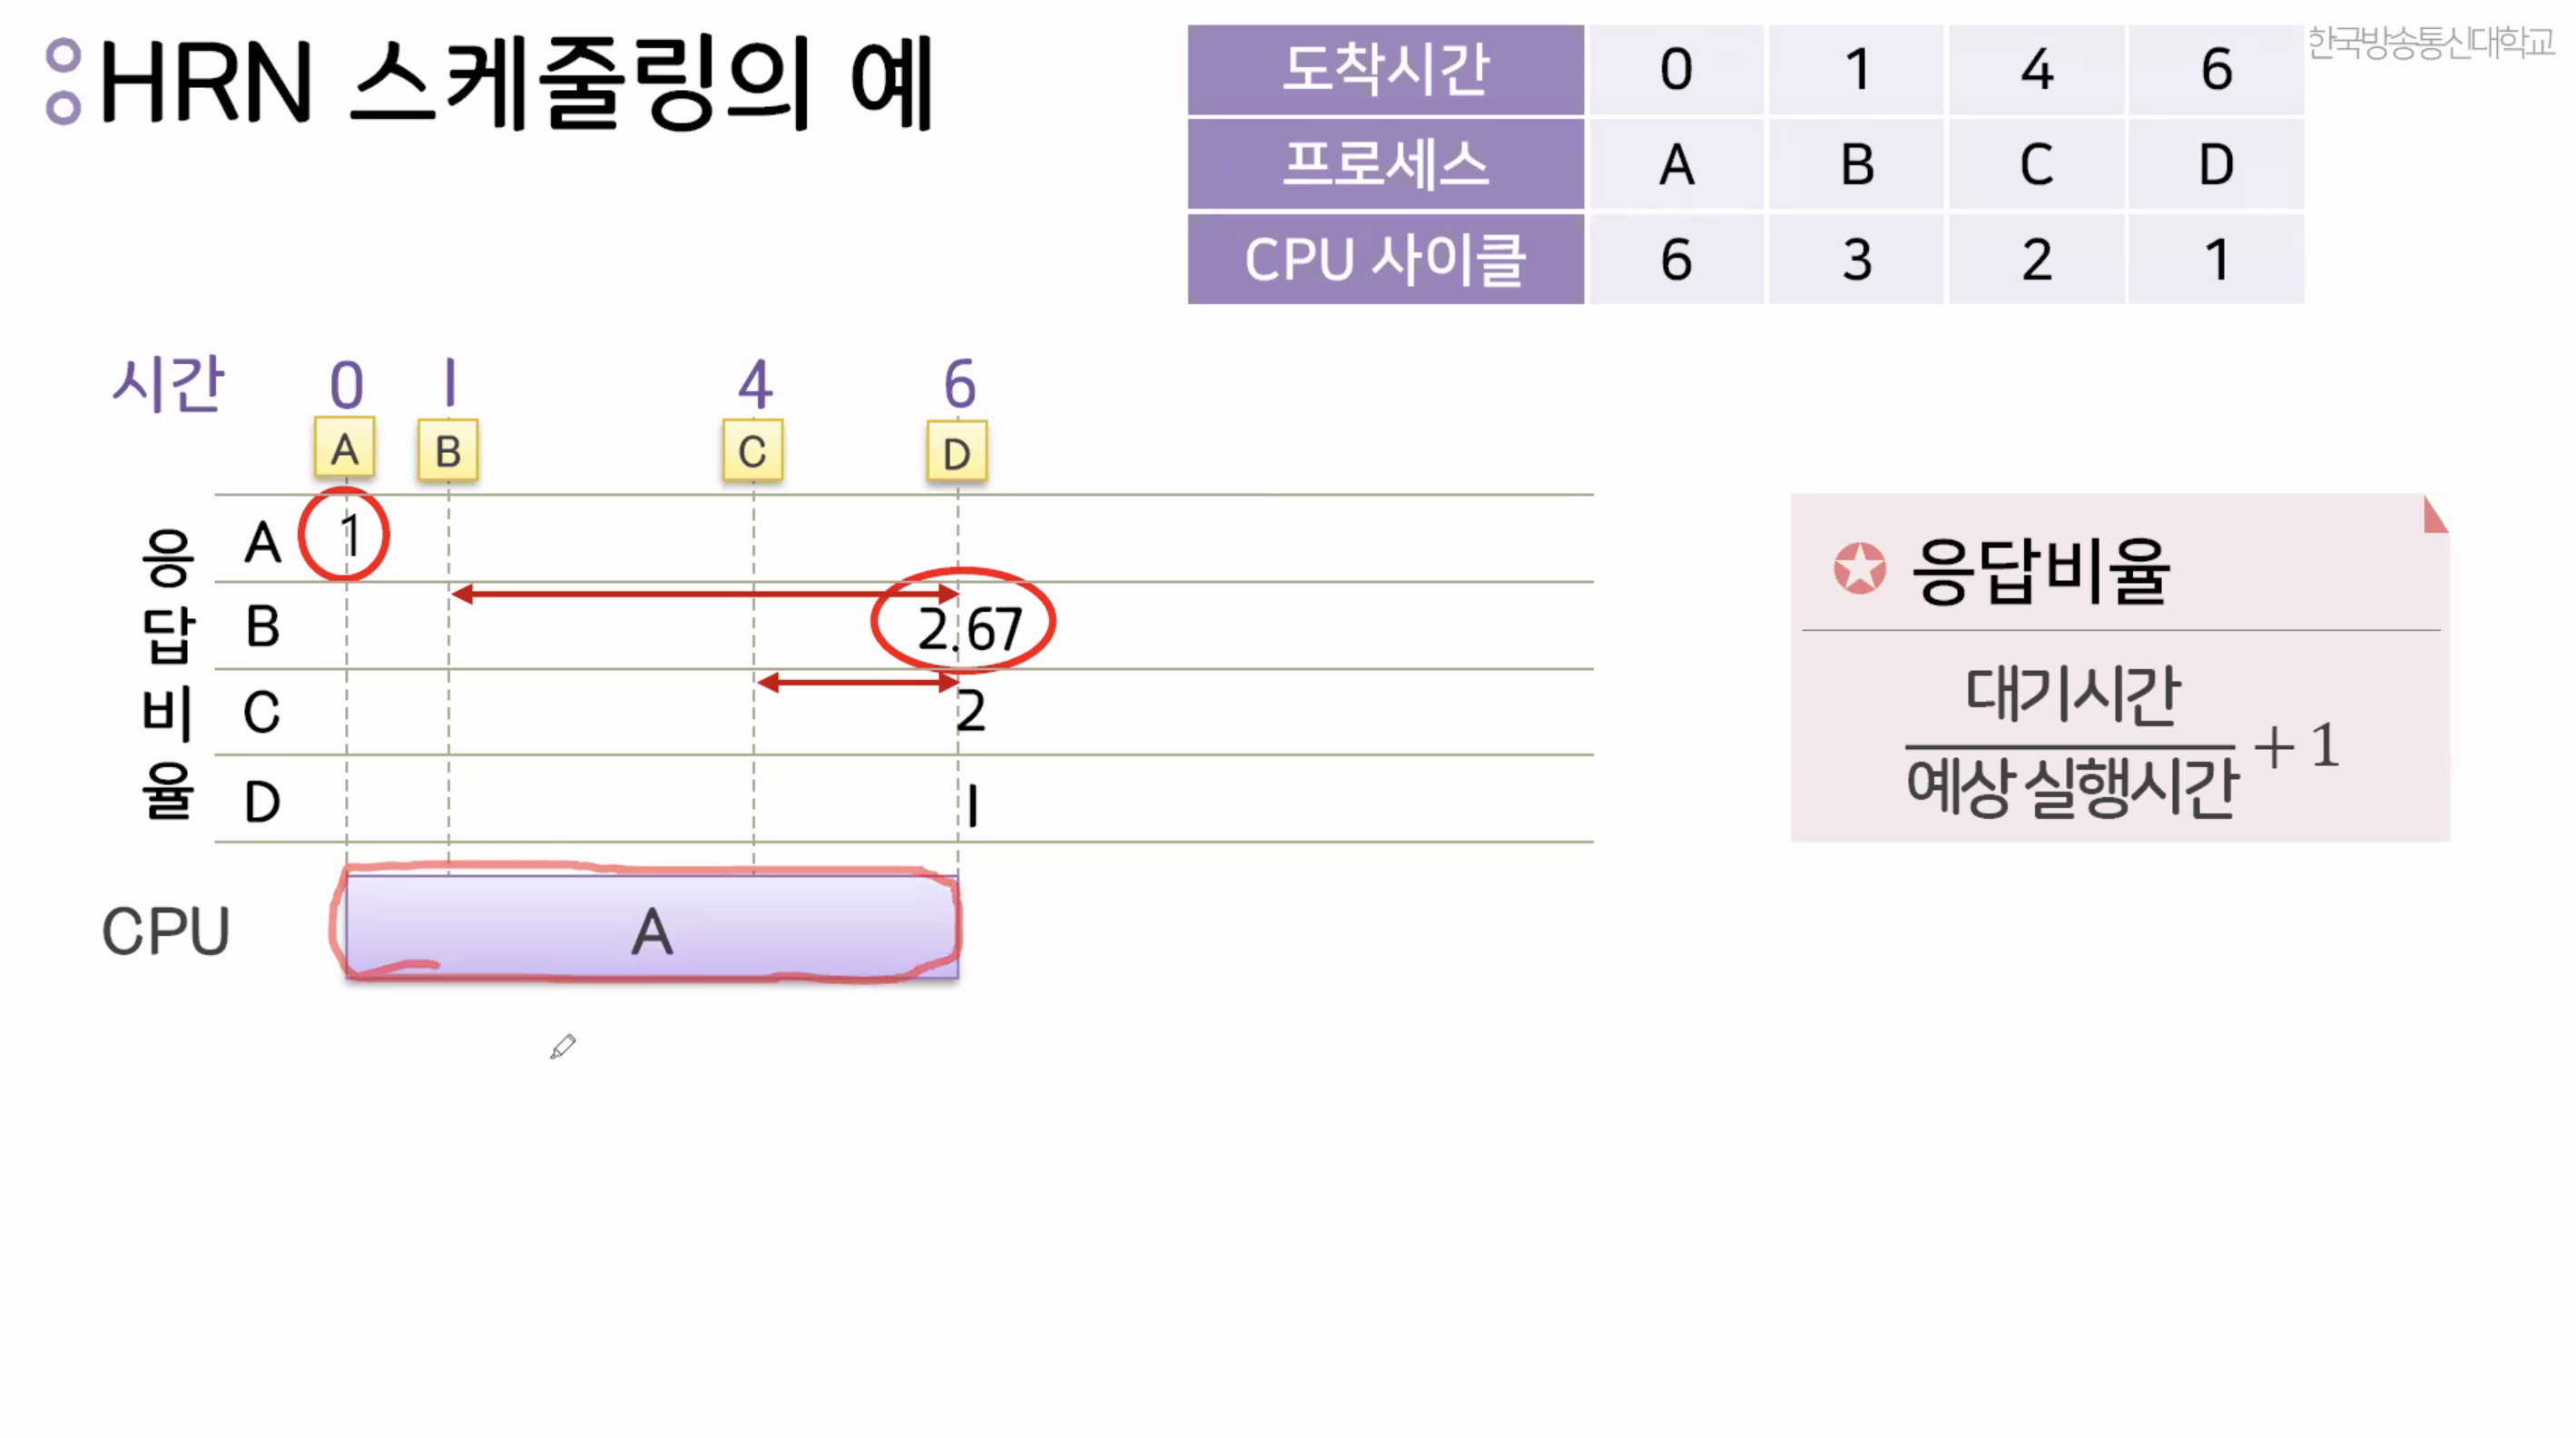 HRN 스케줄링의 예
한국방송통신대학교
도착시간 0 1 4 6
프로세스 A B C D
CPU 사이클 6 3 2 1
시간 0 1 4 6
A B C D
응답비율
A 1
B 2.67
C 2
D 1
CPU A
응답비율
대기시간
예상 실행시간
+ 1